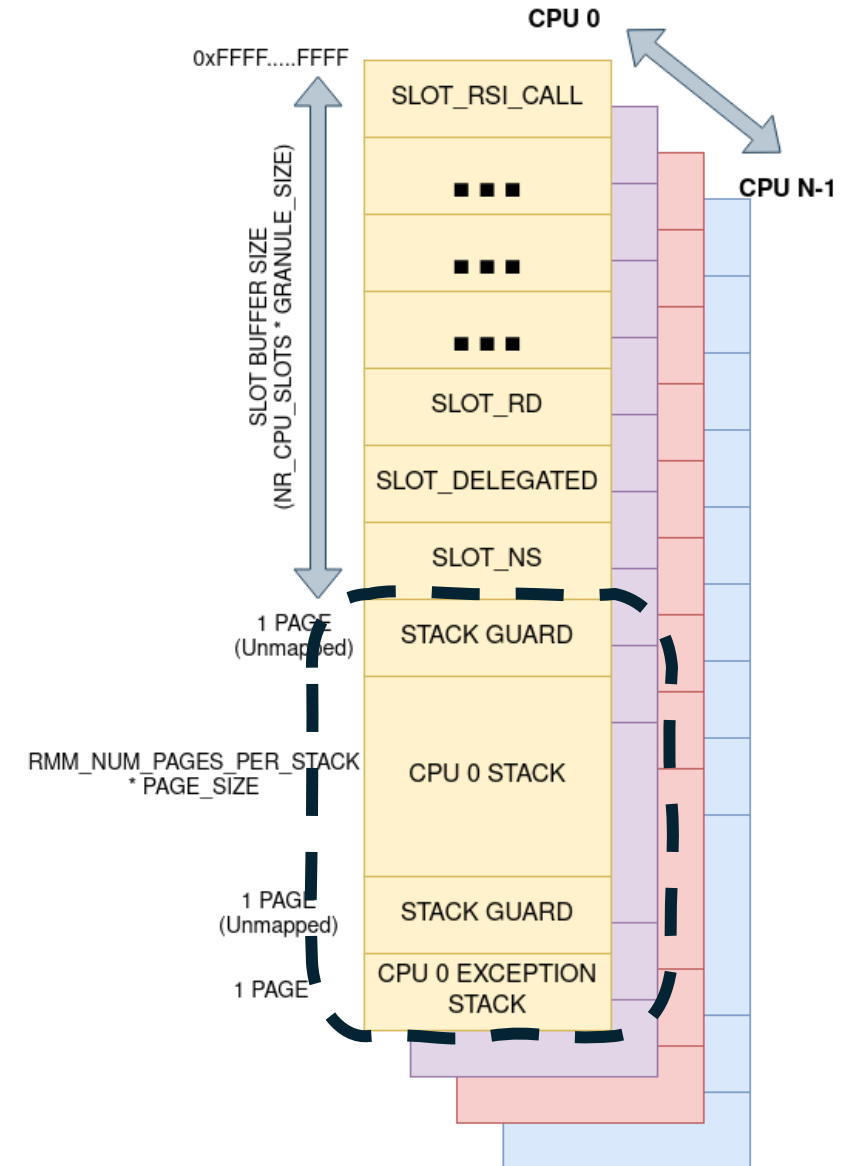 CPU 0
0xFFFF.....FFFF
CPU N-1
SLOT BUFFER SIZE
(NR_CPU_SLOTS * GRANULE_SIZE)
SLOT_RSI_CALL
SLOT_RD
SLOT_DELEGATED
SLOT_NS
1 PAGE
(Unmapped)
STACK GUARD
RMM_NUM_PAGES_PER_STACK
* PAGE_SIZE
CPU 0 STACK
1 PAGE
(Unmapped)
STACK GUARD
1 PAGE
CPU 0 EXCEPTION
STACK